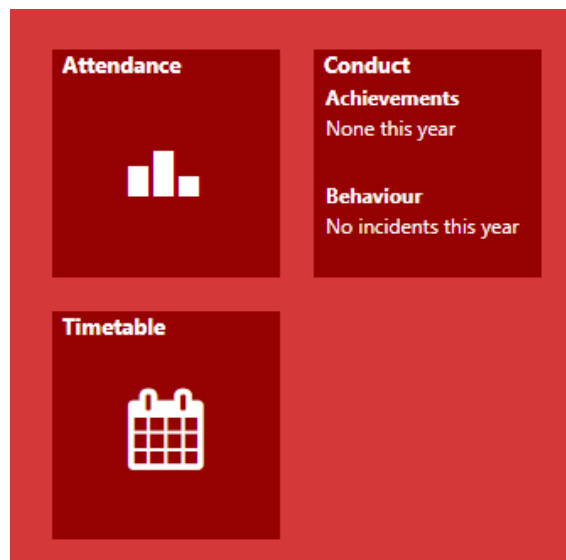 Attendance
Conduct
Achievements
None this year
Behaviour
No incidents this year
Timetable